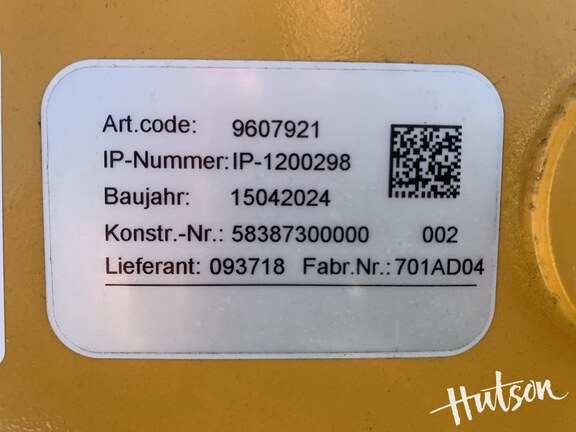 Art.code: 9607921
IP-Nummer: IP-1200298
Baujahr: 15042024
Konstr.-Nr.: 58387300000 002
Lieferant: 093718 Fabr.Nr.: 701AD04
Hutson